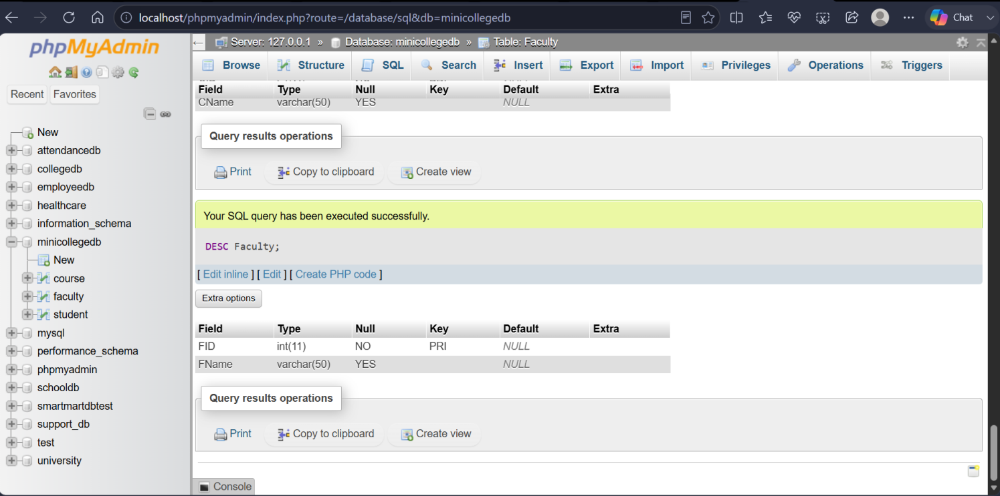 localhost/phpmyadmin/index.php?route=/database/sql&db=minicollegedb
Chat
phpMyAdmin
Recent Favorites
New
attendancedb
collegedb
employeedb
healthcare
information_schema
minicollegedb
New
course
faculty
student
mysql
performance_schema
phpmyadmin
schooldb
smartmartdbtest
support_db
test
university
Server: 127.0.0.1 » Database: minicollegedb » Table: Faculty
Browse Structure SQL Search Insert Export Import Privileges Operations Triggers
Field Type Null Key Default Extra
CName varchar(50) YES NULL
Query results operations
Print Copy to clipboard Create view
Your SQL query has been executed successfully.
DESC Faculty;
[ Edit inline ] [ Edit ] [ Create PHP code ]
Extra options
Field Type Null Key Default Extra
FID int(11) NO PRI NULL
FName varchar(50) YES NULL
Query results operations
Print Copy to clipboard Create view
Console